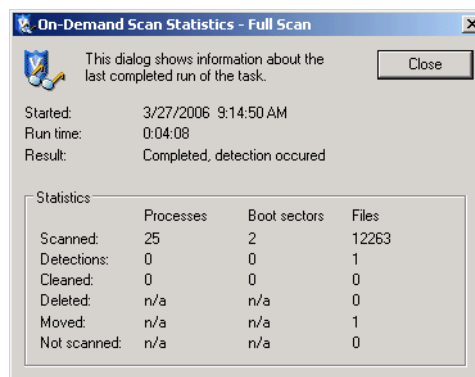 On-Demand Scan Statistics - Full Scan
This dialog shows information about the
last completed run of the task.
Close
Started: 3/27/2006 9:14:50 AM
Run time: 0:04:08
Result: Completed, detection occured
Statistics
Processes Boot sectors Files
Scanned: 25 2 12263
Detections: 0 0 1
Cleaned: 0 0 0
Deleted: n/a n/a 0
Moved: n/a n/a 1
Not scanned: n/a n/a 0